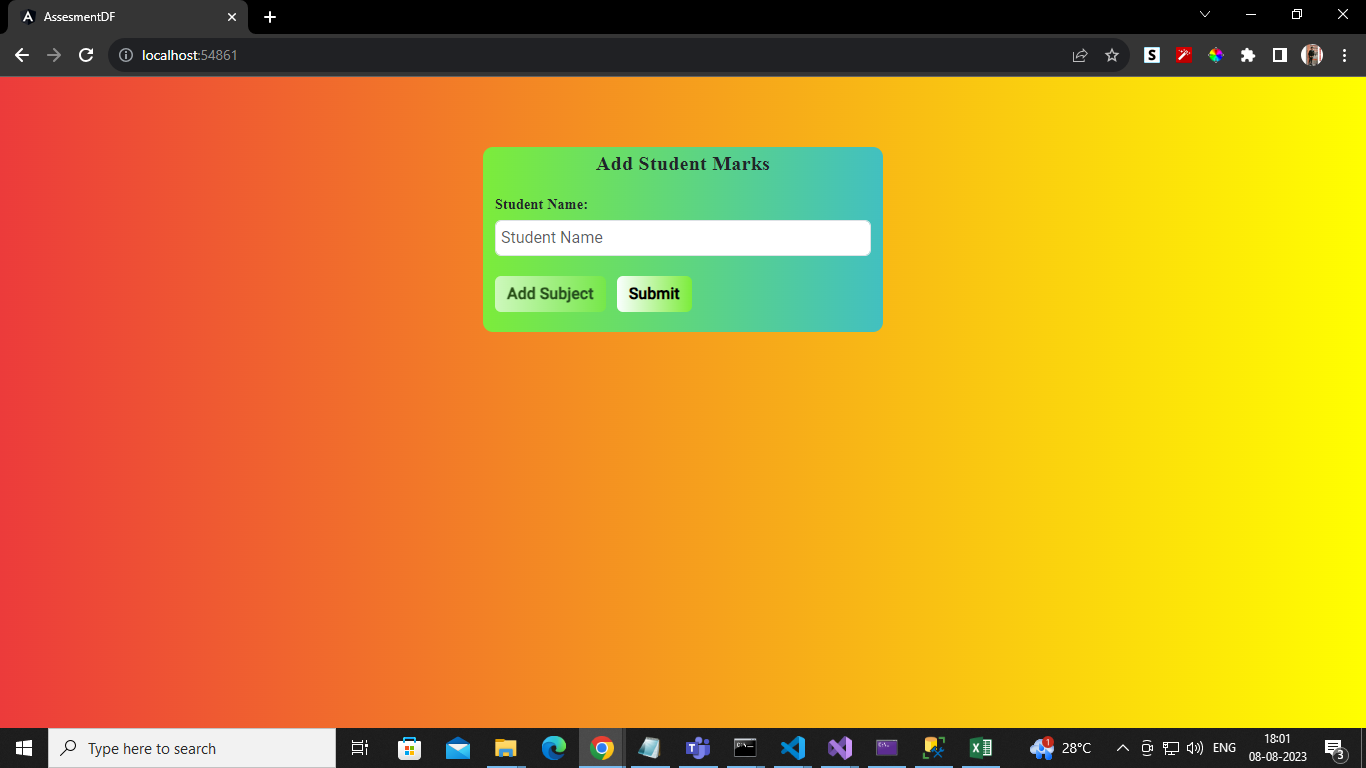 AssesmentDF
localhost:54861
S
Add Student Marks
Student Name:
Student Name
Add Subject
Submit
Type here to search
1
28°C
ENG
18:01
08-08-2023
3